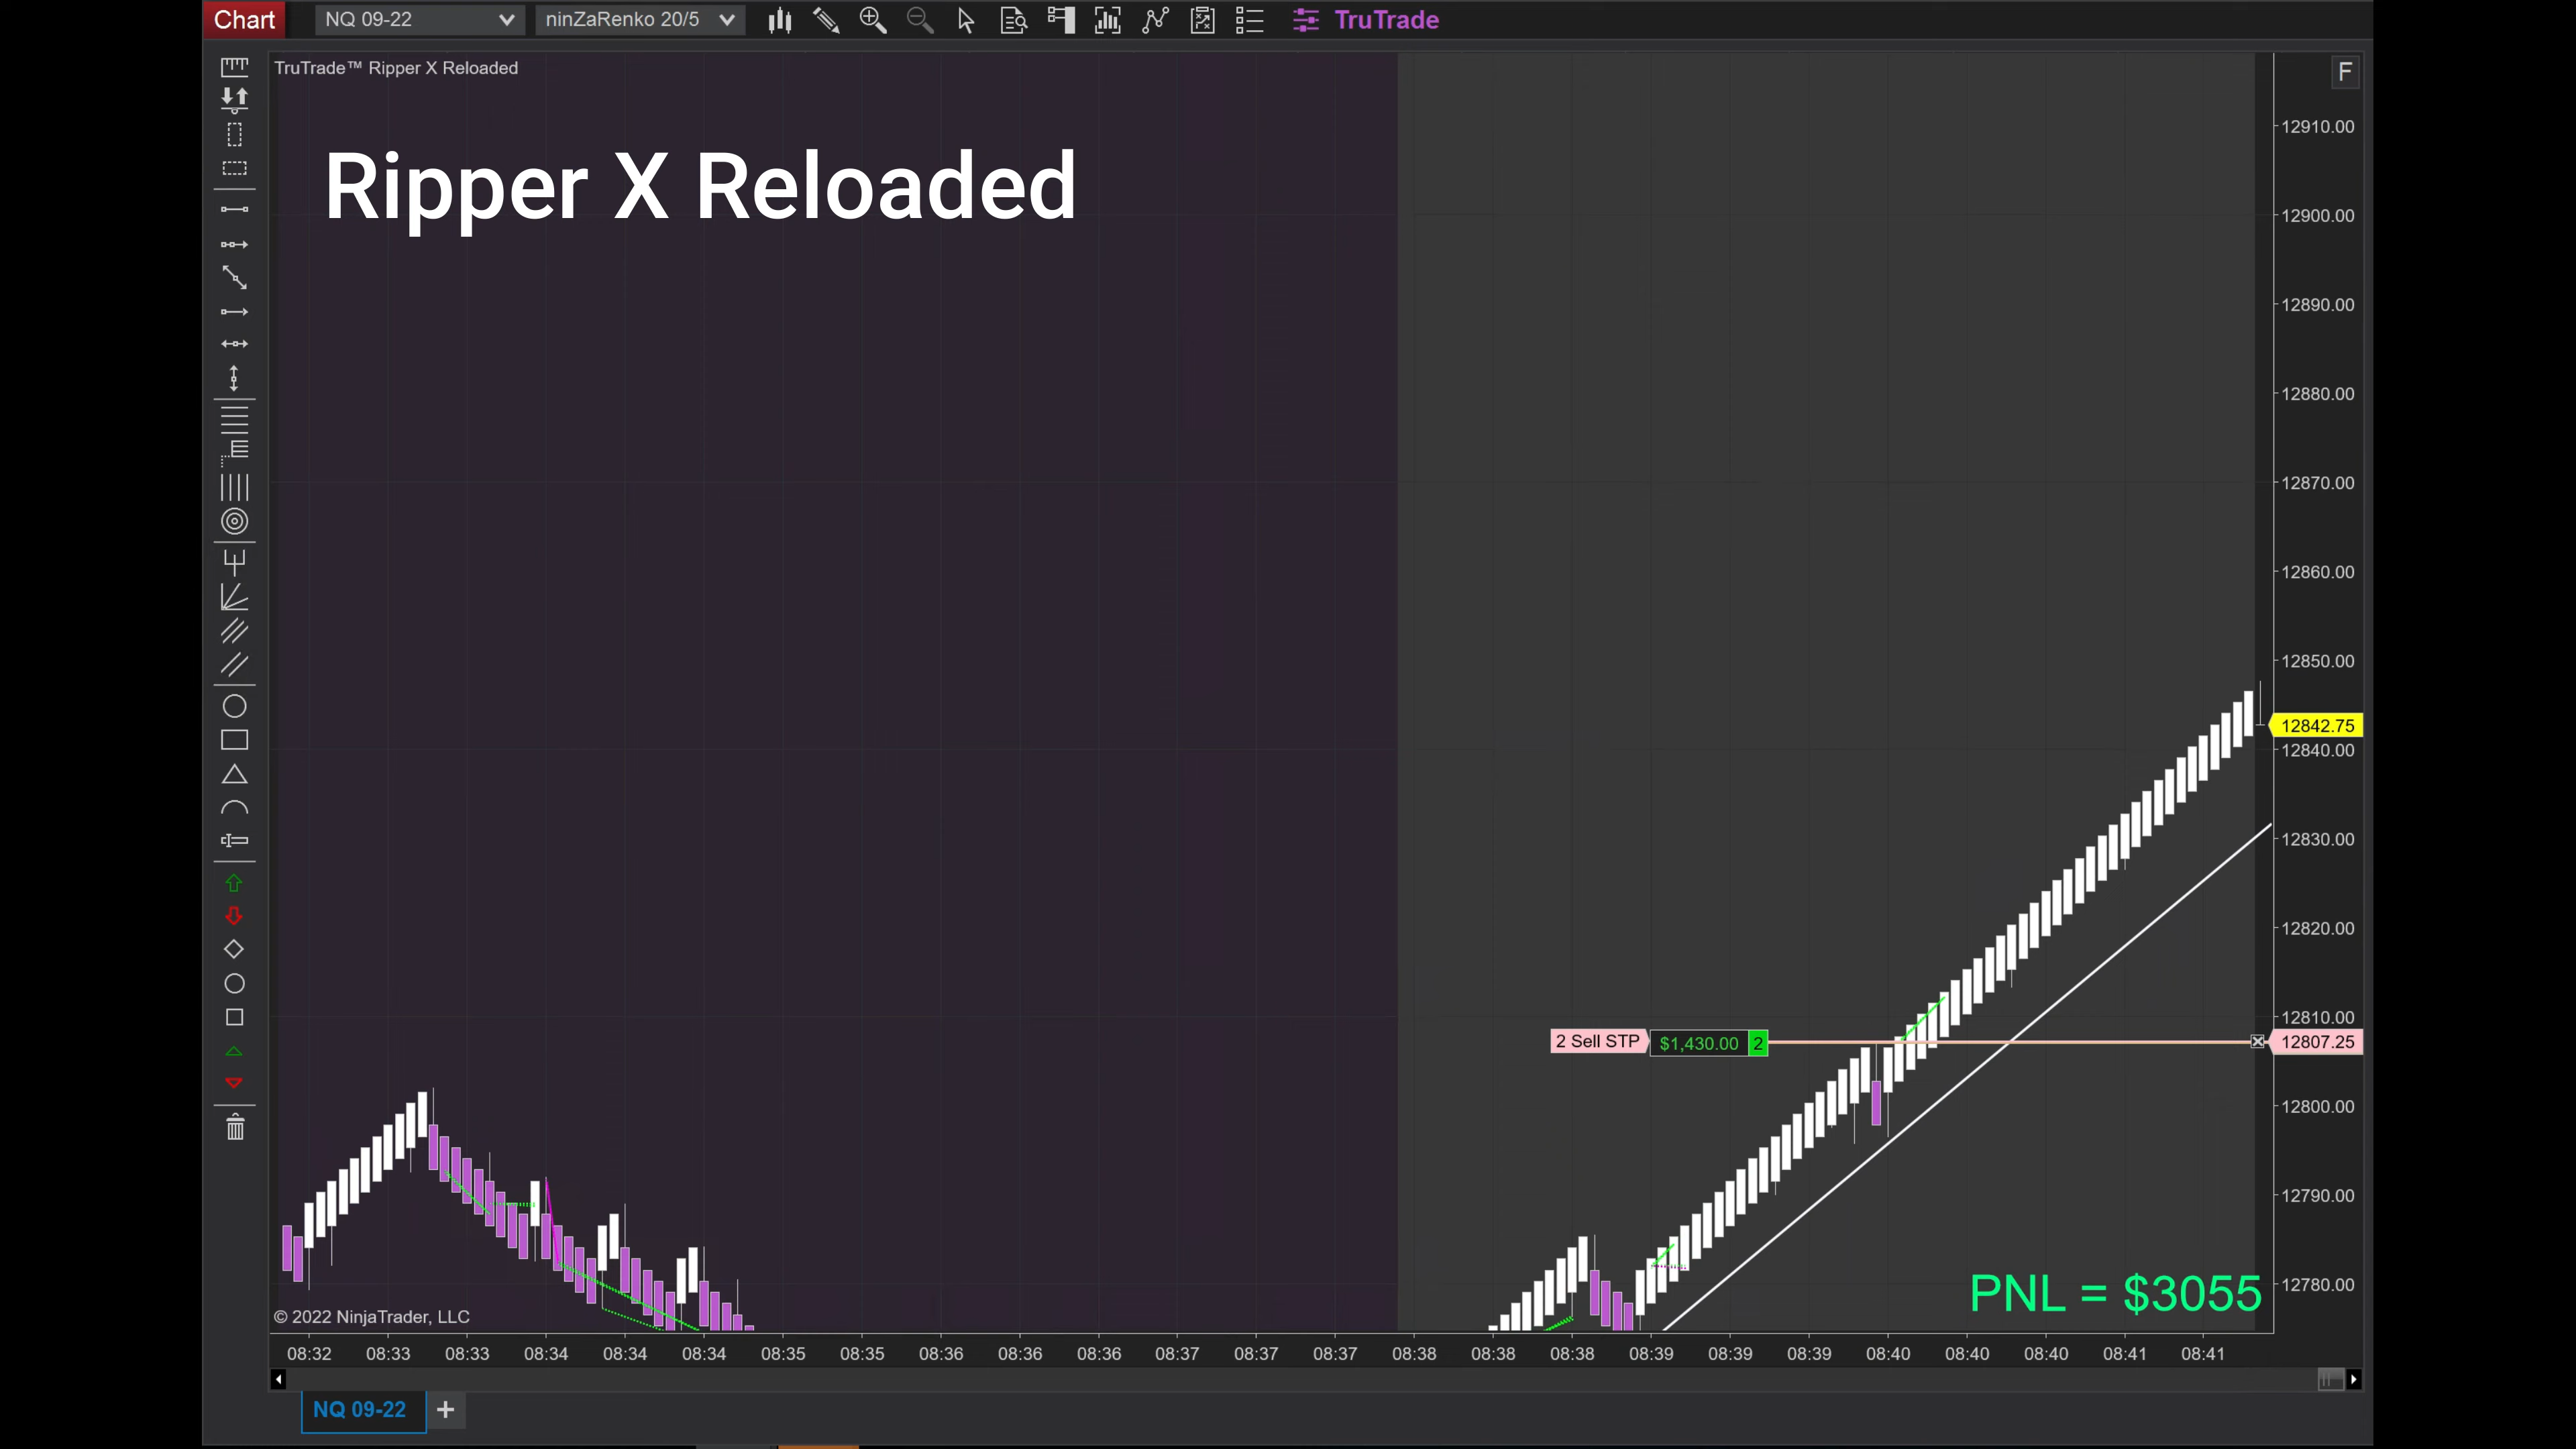 Chart NQ 09-22 ninZaRenko 20/5 TruTrade
TruTrade™ Ripper X Reloaded
F
Ripper X Reloaded
12910.00
12900.00
12890.00
12880.00
12870.00
12860.00
12850.00
12842.75
12840.00
12830.00
12820.00
12810.00
2 Sell STP $1,430.00 2 12807.25
12800.00
12790.00
12780.00
PNL = $3055
© 2022 NinjaTrader, LLC
08:32 08:33 08:33 08:34 08:34 08:34 08:35 08:35 08:36 08:36 08:36 08:37 08:37 08:37 08:38 08:38 08:38 08:39 08:39 08:39 08:40 08:40 08:40 08:41 08:41
NQ 09-22 +